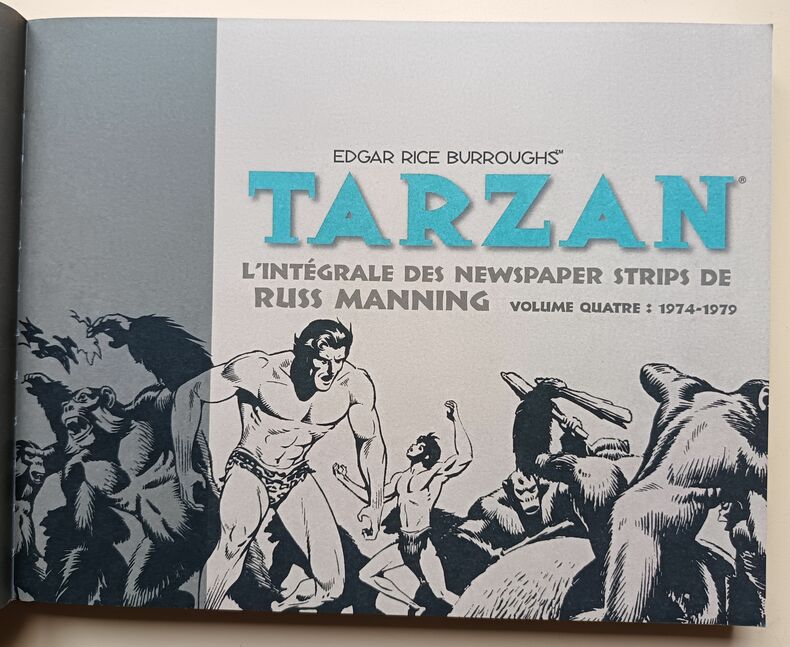 EDGAR RICE BURROUGHS™
TARZAN®
L'INTÉGRALE DES NEWSPAPER STRIPS DE
RUSS MANNING VOLUME QUATRE : 1974-1979